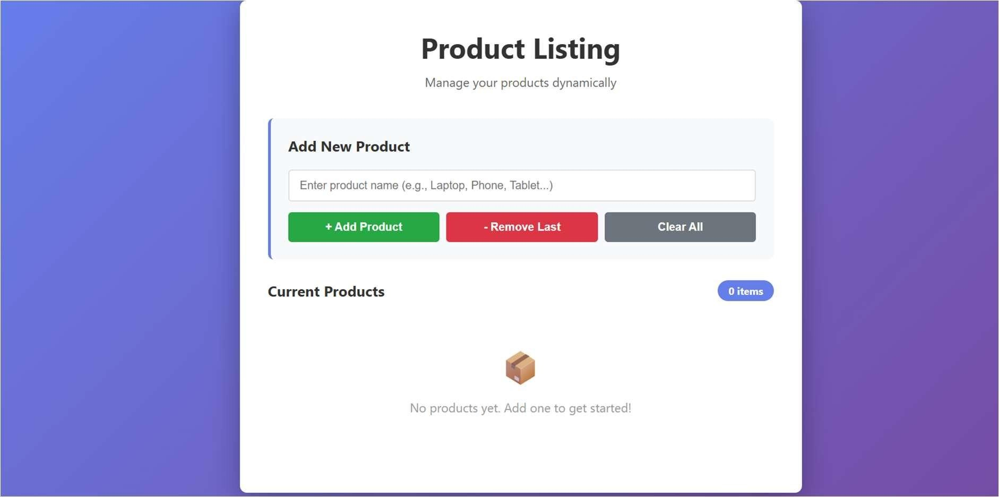 Product Listing
Manage your products dynamically
Add New Product
Enter product name (e.g., Laptop, Phone, Tablet...)
+ Add Product
- Remove Last
Clear All
Current Products
0 items
No products yet. Add one to get started!